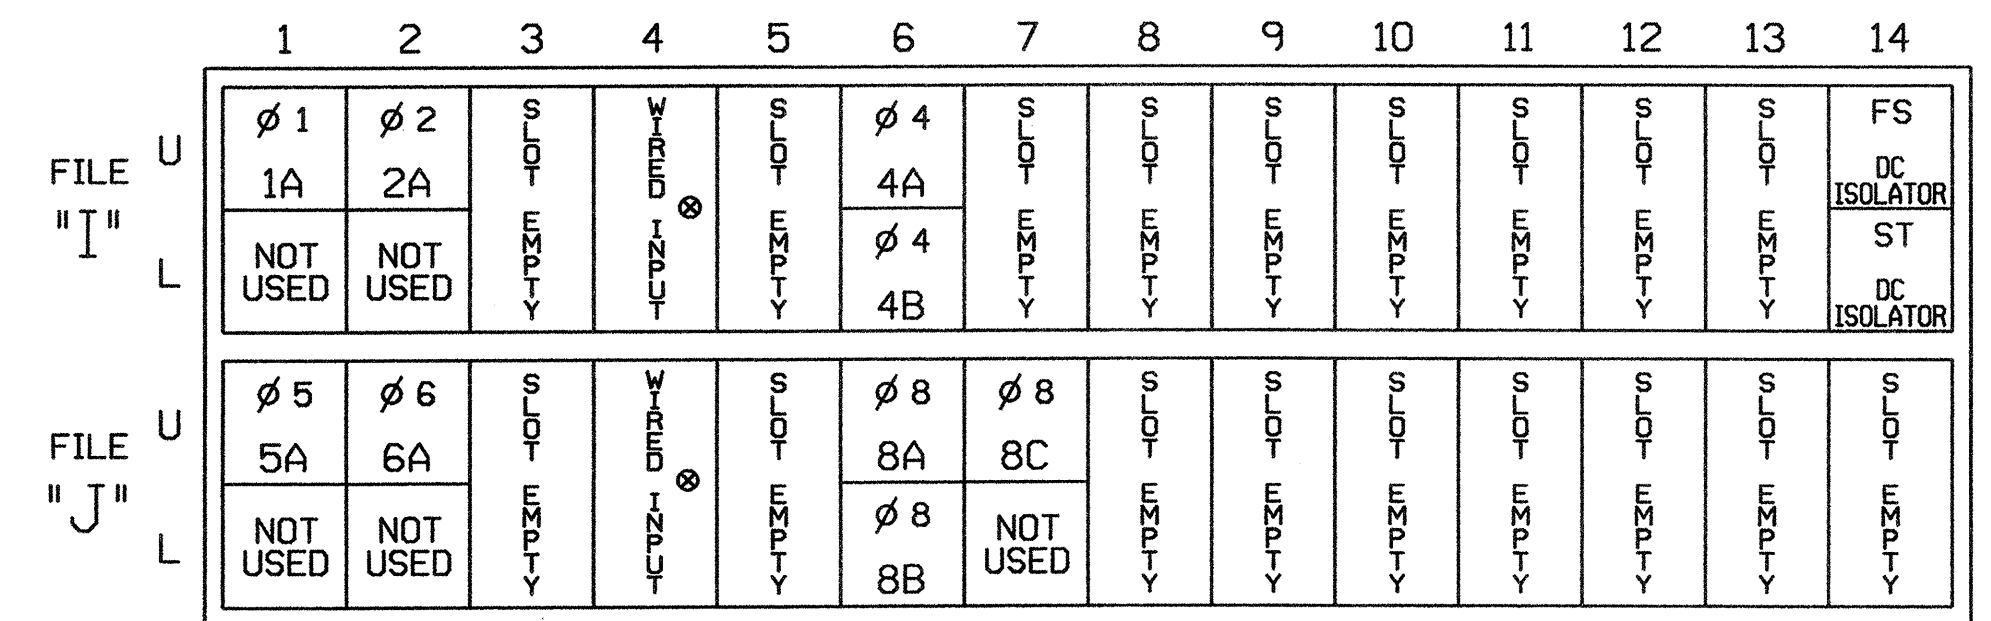 1 2 3 4 5 6 7 8 9 10 11 12 13 14
FILE "I"
U
L
Ø 1
1A
NOT USED
Ø 2
2A
NOT USED
SLOT EMPTY
WIRED INPUT
SLOT EMPTY
Ø 4
4A
Ø 4
4B
SLOT EMPTY
SLOT EMPTY
SLOT EMPTY
SLOT EMPTY
SLOT EMPTY
SLOT EMPTY
SLOT EMPTY
FS
DC
ISOLATOR
ST
DC
ISOLATOR
FILE "J"
U
L
Ø 5
5A
NOT USED
Ø 6
6A
NOT USED
SLOT EMPTY
WIRED INPUT
SLOT EMPTY
Ø 8
8A
Ø 8
8B
Ø 8
8C
NOT USED
SLOT EMPTY
SLOT EMPTY
SLOT EMPTY
SLOT EMPTY
SLOT EMPTY
SLOT EMPTY
SLOT EMPTY